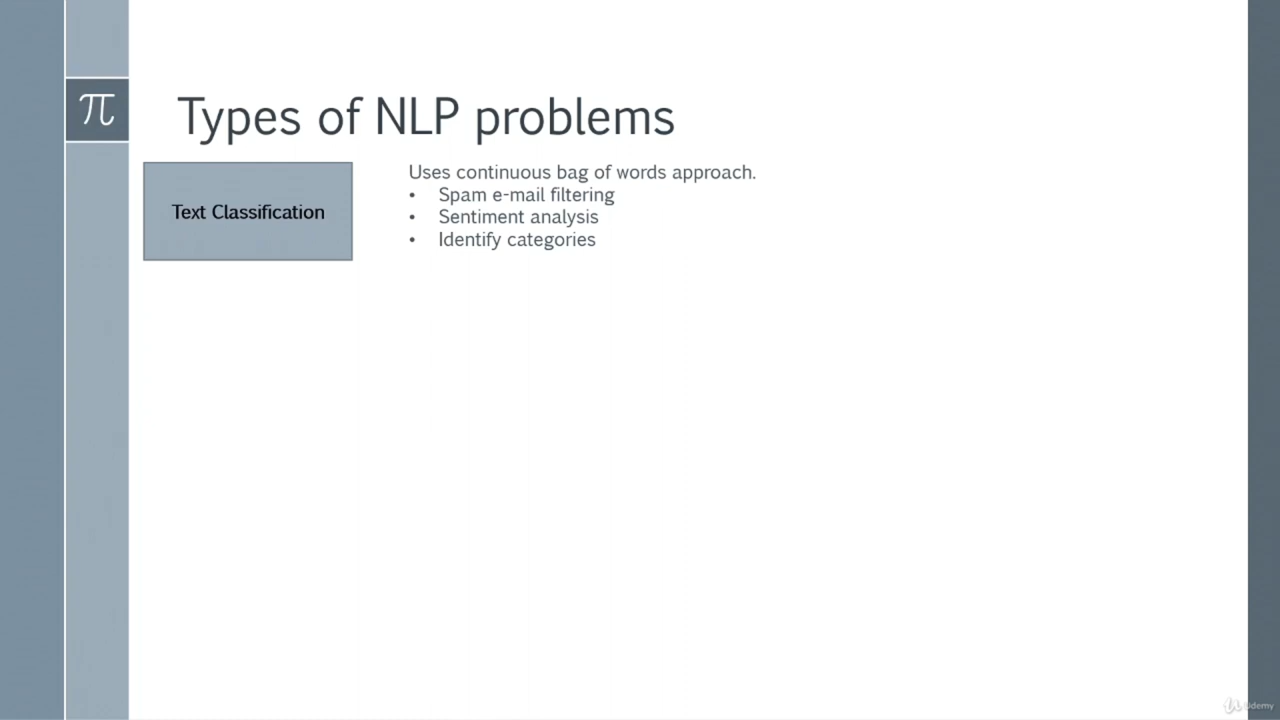 π
Types of NLP problems
Text Classification
Uses continuous bag of words approach.
• Spam e-mail filtering
• Sentiment analysis
• Identify categories
Udemy